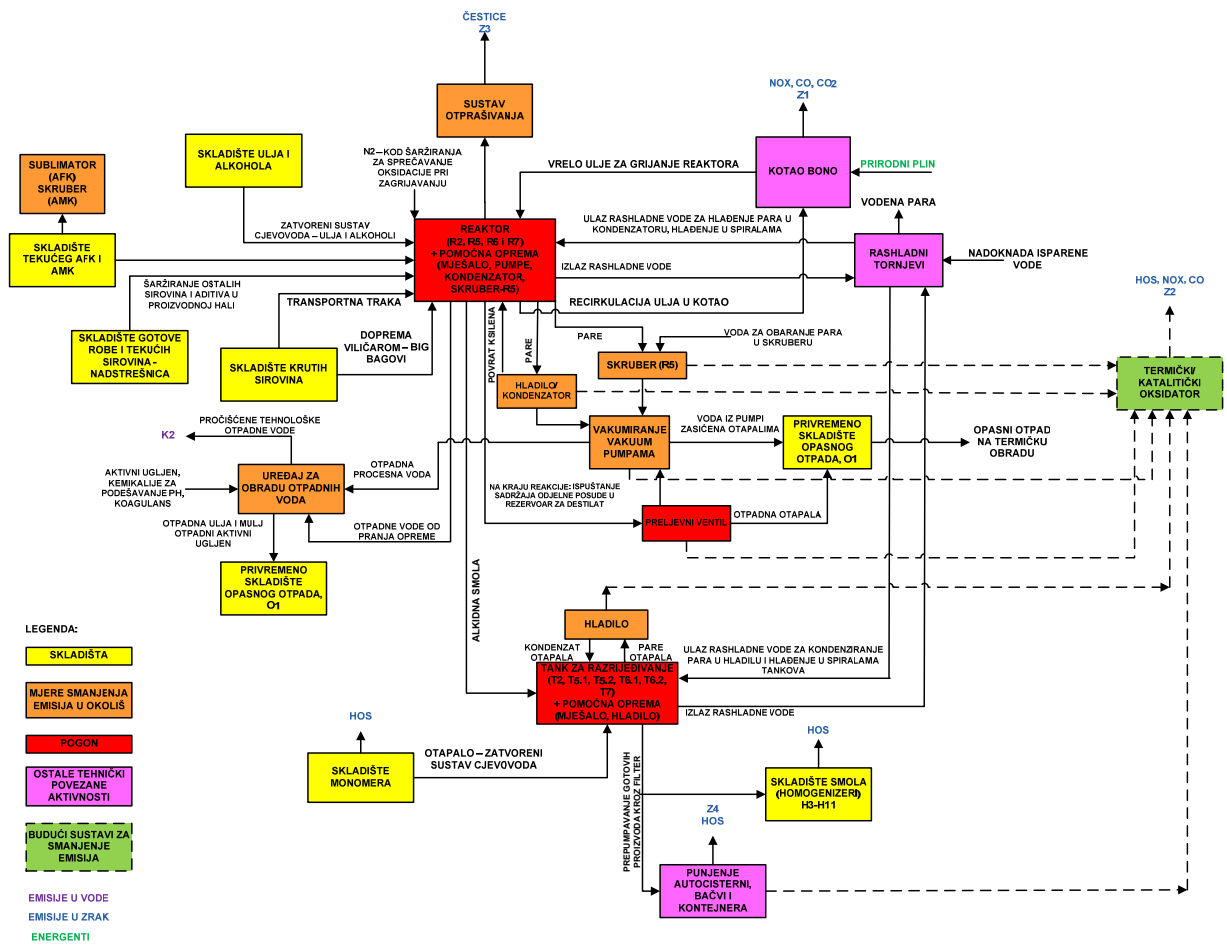 ČESTICE
Z3
NOX, CO, CO2
Z1
SUSTAV
OTPRAŠIVANJA
SKLADIŠTE ULJA I
ALKOHOLA
N2–KOD ŠARŽIRANJA
ZA SPREČAVANJE
OKSIDACIJE PRI
ZAGRIJAVANJU
VRELO ULJE ZA GRIJANJE REAKTORA
KOTAO BONO
PRIRODNI PLIN
SUBLIMATOR
(AFK)
SKRUBER
(AMK)
VODENA PARA
ZATVORENI SUSTAV
CJEVOVODA – ULJA I ALKOHOLI
REAKTOR
(R2, R5, R6 i R7)
+ POMOĆNA OPREMA
(MJEŠALO, PUMPE,
KONDENZATOR,
SKRUBER-R5)
ULAZ RASHLADNE VODE ZA HLAĐENJE PARA U
KONDENZATORU, HLAĐENJE U SPIRALAMA
RASHLADNI
TORNJEVI
NADOKNADA ISPARENE
VODE
SKLADIŠTE
TEKUĆEG AFK I
AMK
IZLAZ RASHLADNE VODE
ŠARŽIRANJE OSTALIH
SIROVINA I ADITIVA U
PROIZVODNOJ HALI
TRANSPORTNA TRAKA
RECIRKULACIJA ULJA U KOTAO
HOS, NOX, CO
Z2
SKLADIŠTE GOTOVE
ROBE I TEKUĆIH
SIROVINA -
NADSTREŠNICA
DOPREMA
VILIČAROM – BIG
BAGOVI
SKLADIŠTE KRUTIH
SIROVINA
POVRAT KSILENA
PARE
PARE
VODA ZA OBARANJE PARA
U SKRUBERU
SKRUBER (R5)
HLADILO/
KONDENZATOR
TERMIČKI/
KATALITIČKI
OKSIDATOR
K2
PROČIŠĆENE TEHNOLOŠKE
OTPADNE VODE
VAKUMIRANJE
VAKUUM
PUMPAMA
VODA IZ PUMPI
ZASIĆENA OTAPALIMA
PRIVREMENO
SKLADIŠTE
OPASNOG
OTPADA, O1
OPASNI OTPAD
NA TERMIČKU
OBRADU
AKTIVNI UGLJEN,
KEMIKALIJE ZA
PODEŠAVANJE PH,
KOAGULANS
UREĐAJ ZA
OBRADU OTPADNIH
VODA
OTPADNA
PROCESNA VODA
NA KRAJU REAKCIJE: ISPUŠTANJE
SADRŽAJA ODJELNE POSUDE U
REZERVOAR ZA DESTILAT
PRELJEVNI VENTIL
OTPADNA OTAPALA
OTPADNA ULJA I MULJ
OTPADNI AKTIVNI
UGLJEN
OTPADNE VODE OD
PRANJA OPREME
PRIVREMENO
SKLADIŠTE
OPASNOG OTPADA,
O1
ALKIDNA SMOLA
HLADILO
KONDENZAT
OTAPALA
PARE
OTAPALA
ULAZ RASHLADNE VODE ZA KONDENZIRANJE
PARA U HLADILU I HLAĐENJE U SPIRALAMA
TANKOVA
TANK ZA RAZRIJEĐIVANJE
(T2, T5.1, T5.2, T6.1, T6.2,
T7)
+ POMOĆNA OPREMA
(MJEŠALO, HLADILO)
IZLAZ RASHLADNE VODE
LEGENDA:
SKLADIŠTA
MJERE SMANJENJA
EMISIJA U OKOLIŠ
POGON
OSTALE TEHNIČKI
POVEZANE
AKTIVNOSTI
BUDUĆI SUSTAVI ZA
SMANJENJE
EMISIJA
EMISIJE U VODE
EMISIJE U ZRAK
ENERGENTI
HOS
SKLADIŠTE
MONOMERA
OTAPALO – ZATVORENI
SUSTAV CJEVOVODA
HOS
SKLADIŠTE SMOLA
(HOMOGENIZERI)
H3-H11
PREPUMPAVANJE GOTOVIH
PROIZVODA KROZ FILTER
Z4
HOS
PUNJENJE
AUTOCISTERNI,
BAČVI I
KONTEJNERA